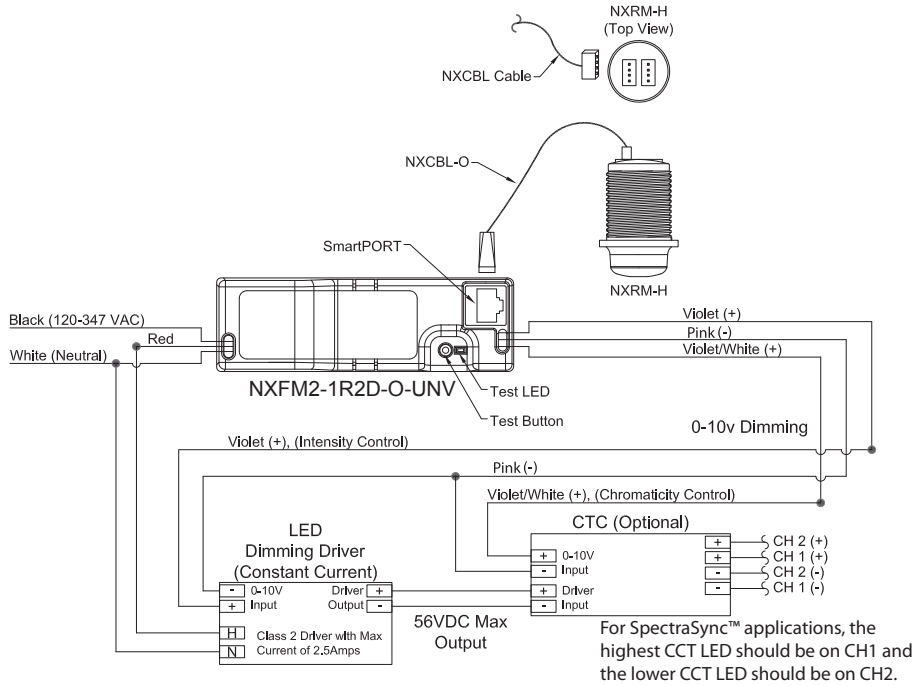 NXRM-H
(Top View)
NXCBL Cable
NXCBL-O
SmartPORT
NXRM-H
Black (120-347 VAC)
Red
White (Neutral)
Violet (+)
Pink (-)
Violet/White (+)
NXFM2-1R2D-O-UNV
Test LED
Test Button
0-10v Dimming
Violet (+), (Intensity Control)
Pink (-)
Violet/White (+), (Chromaticity Control)
LED
Dimming Driver
(Constant Current)
- 0-10V Driver +
+ Input Output -
H Class 2 Driver with Max
N Current of 2.5Amps
56VDC Max
Output
CTC (Optional)
+ 0-10V
- Input
+ Driver
- Input
+ CH 2 (+)
+ CH 1 (+)
- CH 2 (-)
- CH 1 (-)
For SpectraSync™ applications, the
highest CCT LED should be on CH1 and
the lower CCT LED should be on CH2.